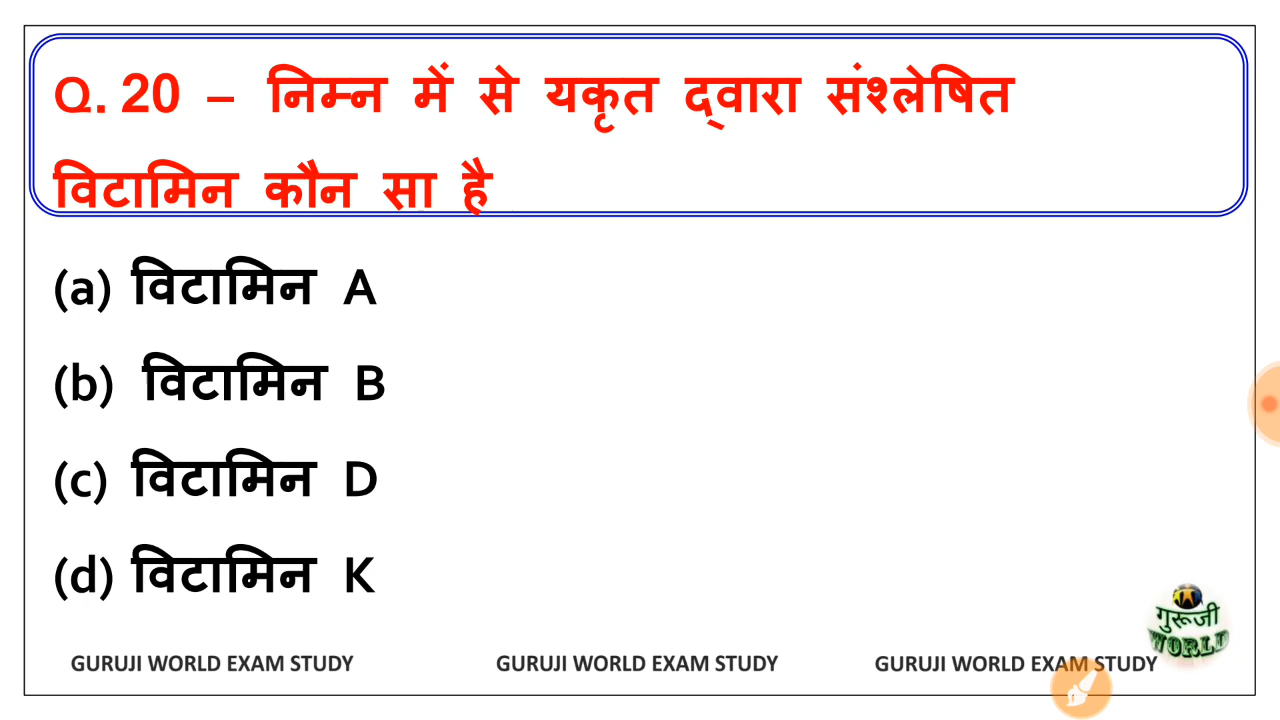 Q. 20 – निम्न में से यकृत द्वारा संश्लेषित
विटामिन कौन सा है
(a) विटामिन A
(b) विटामिन B
(c) विटामिन D
(d) विटामिन K
गुरूजी
WORLD
GURUJI WORLD EXAM STUDY GURUJI WORLD EXAM STUDY GURUJI WORLD EXAM STUDY